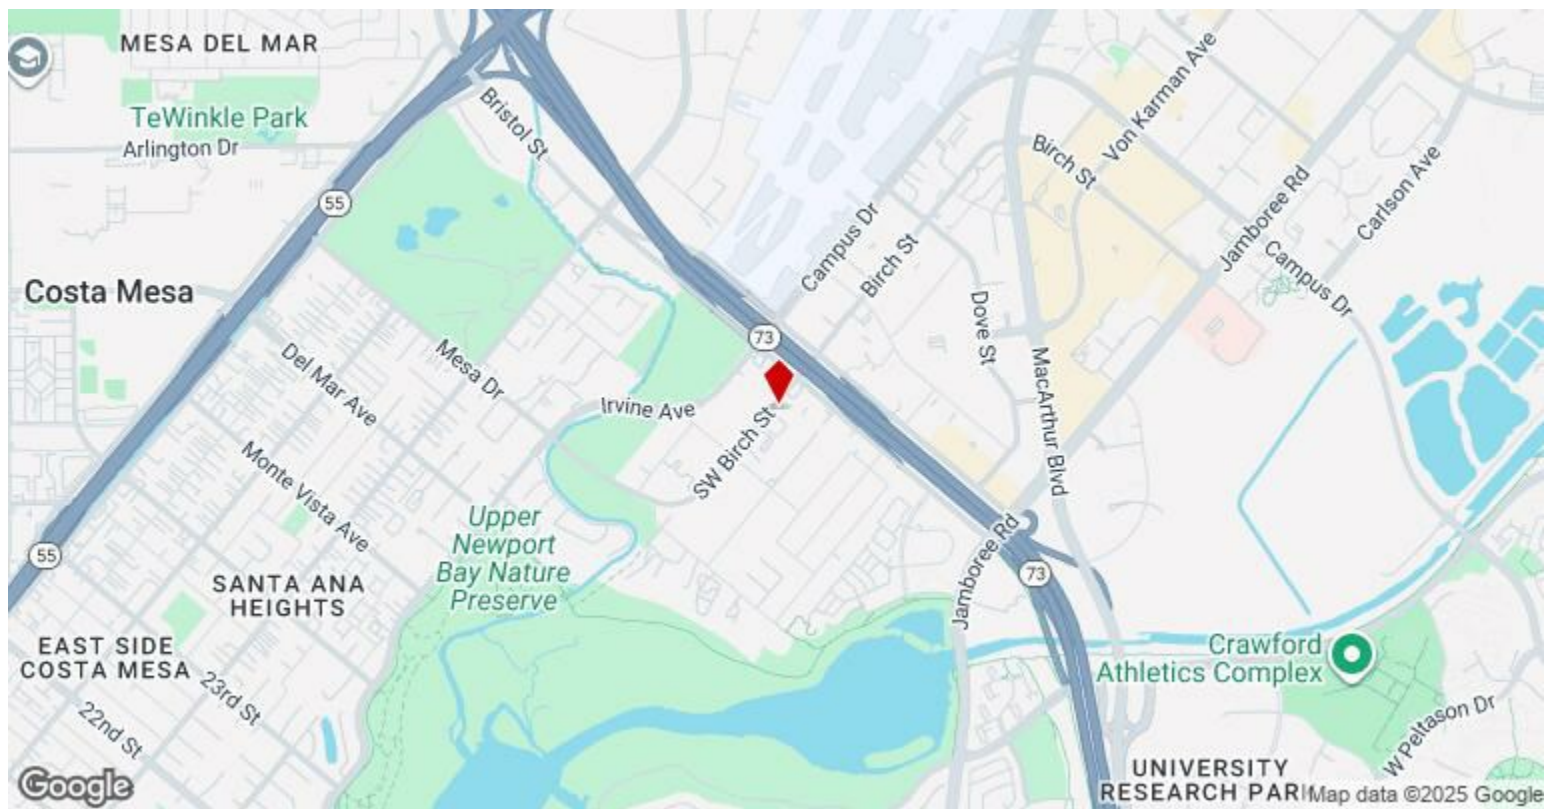 MESA DEL MAR
TeWinkle Park
Arlington Dr
Bristol St
55
Costa Mesa
Von Karman Ave
Birch St
Jamboree Rd
Carlson Ave
Campus Dr
Campus Dr
Birch St
Dove St
MacArthur Blvd
73
Mesa Dr
Del Mar Ave
Irvine Ave
SW Birch St
Monte Vista Ave
55
Upper
Newport
Bay Nature
Preserve
SANTA ANA
HEIGHTS
Jamboree Rd
73
EAST SIDE
COSTA MESA
23rd St
22nd St
Crawford
Athletics Complex
W Peltason Dr
UNIVERSITY
RESEARCH PAR
Google
Map data ©2025 Google